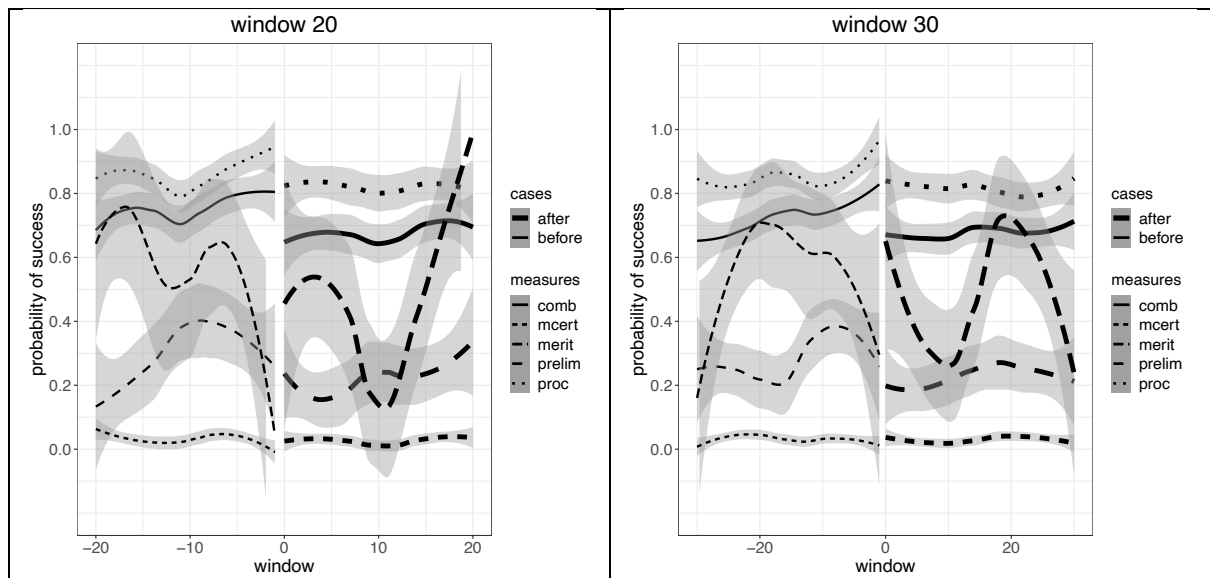 window 20
probability of success
1.0
0.8
0.6
0.4
0.2
0.0
−20
−10
0
10
20
window
cases
after
before
measures
comb
mcert
merit
prelim
proc
window 30
probability of success
1.0
0.8
0.6
0.4
0.2
0.0
−20
0
20
window
cases
after
before
measures
comb
mcert
merit
prelim
proc